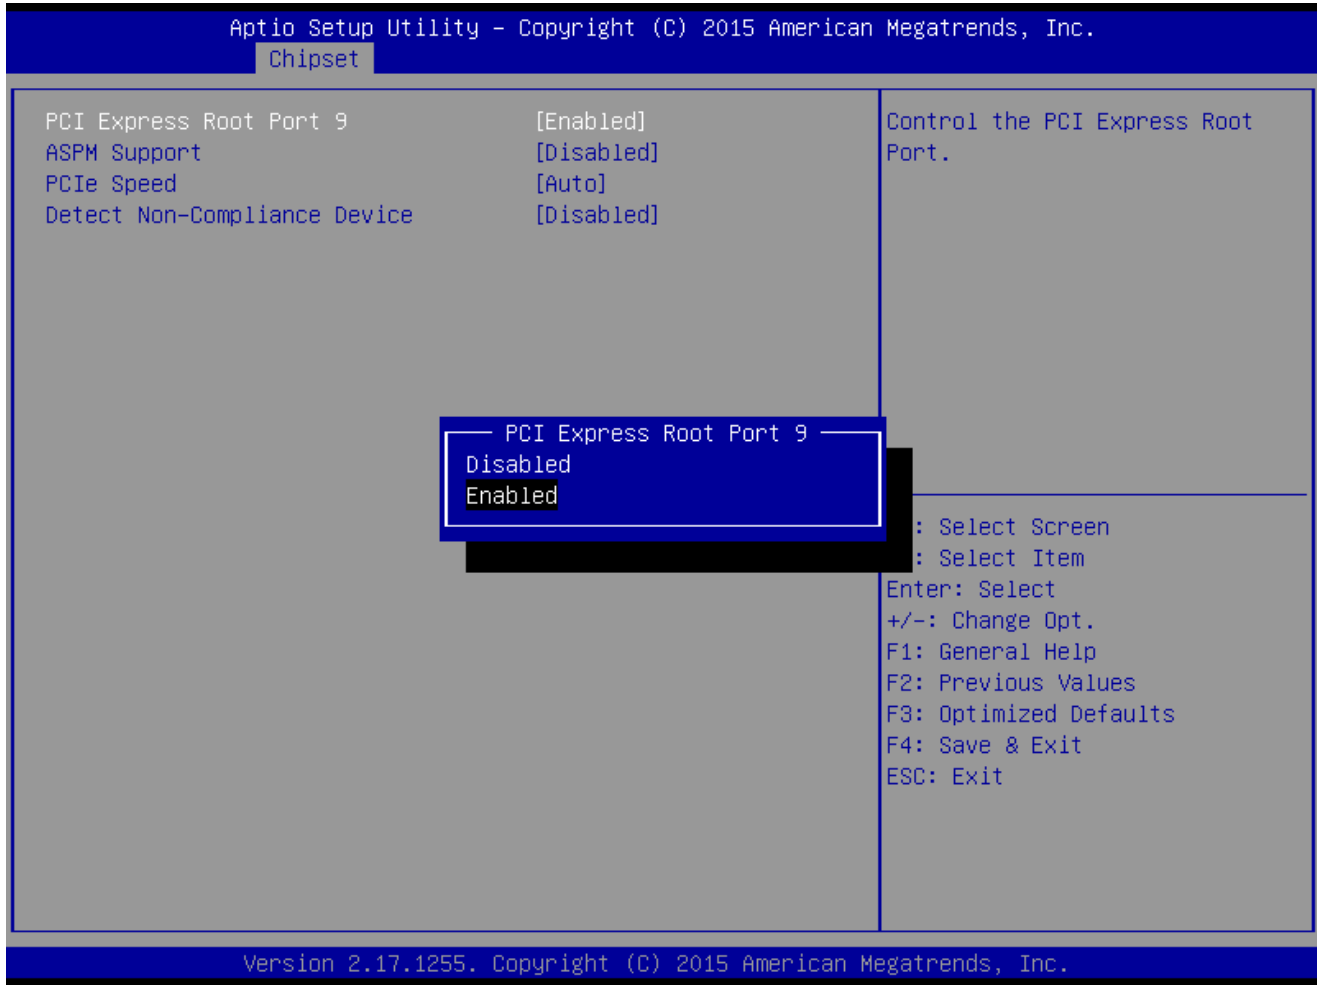 Aptio Setup Utility – Copyright (C) 2015 American Megatrends, Inc.
Chipset
PCI Express Root Port 9 [Enabled]
ASPM Support [Disabled]
PCIe Speed [Auto]
Detect Non-Compliance Device [Disabled]
Control the PCI Express Root
Port.
PCI Express Root Port 9
Disabled
Enabled
: Select Screen
: Select Item
Enter: Select
+/-: Change Opt.
F1: General Help
F2: Previous Values
F3: Optimized Defaults
F4: Save & Exit
ESC: Exit
Version 2.17.1255. Copyright (C) 2015 American Megatrends, Inc.